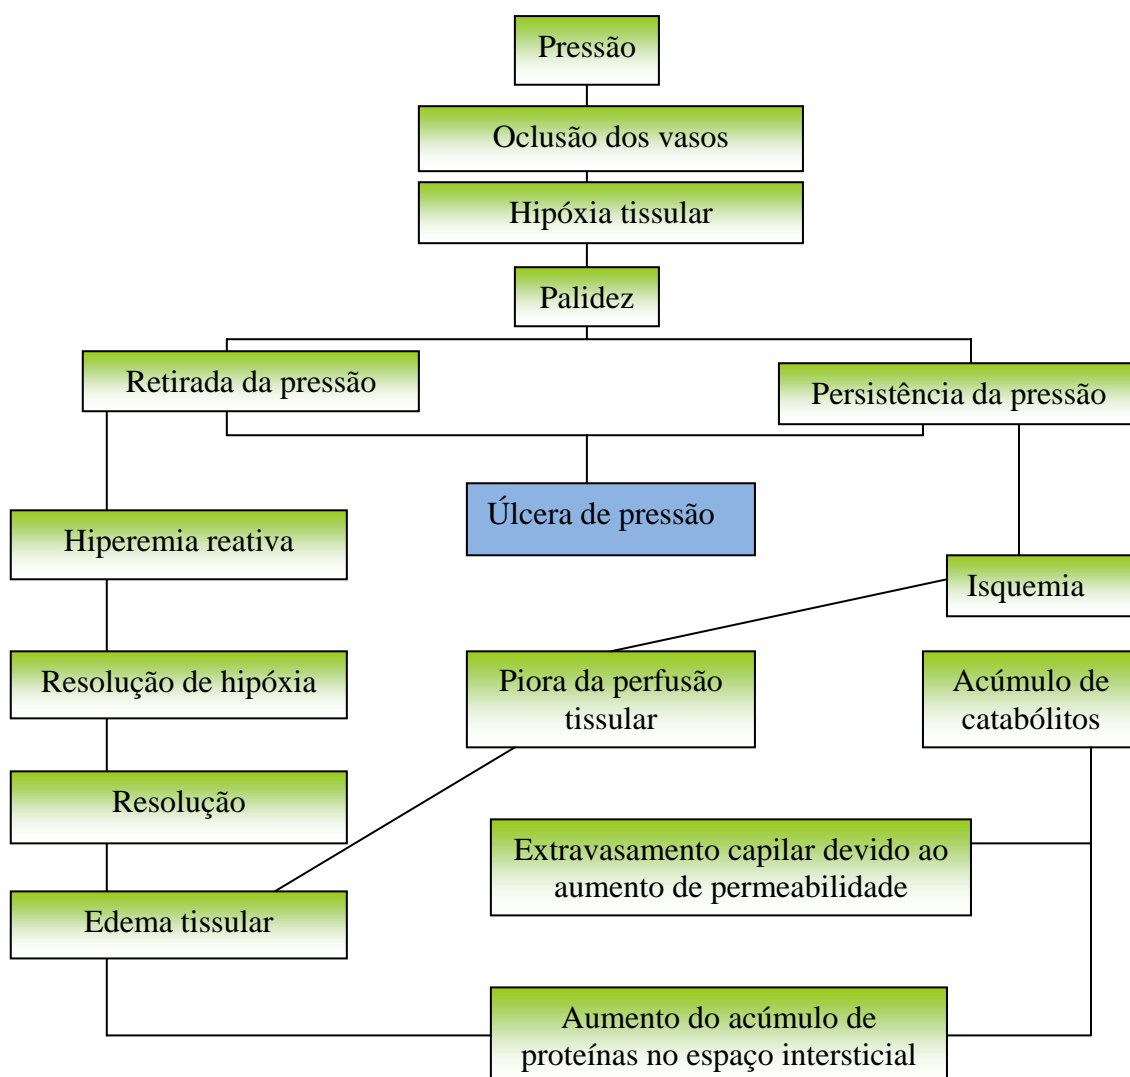 Pressão
Oclusão dos vasos
Hipóxia tissular
Palidez
Retirada da pressão
Persistência da pressão
Úlcera de pressão
Hiperemia reativa
Isquemia
Resolução de hipóxia
Piora da perfusão
tissular
Acúmulo de
catabólitos
Resolução
Extravasamento capilar devido ao
aumento de permeabilidade
Edema tissular
Aumento do acúmulo de
proteínas no espaço intersticial